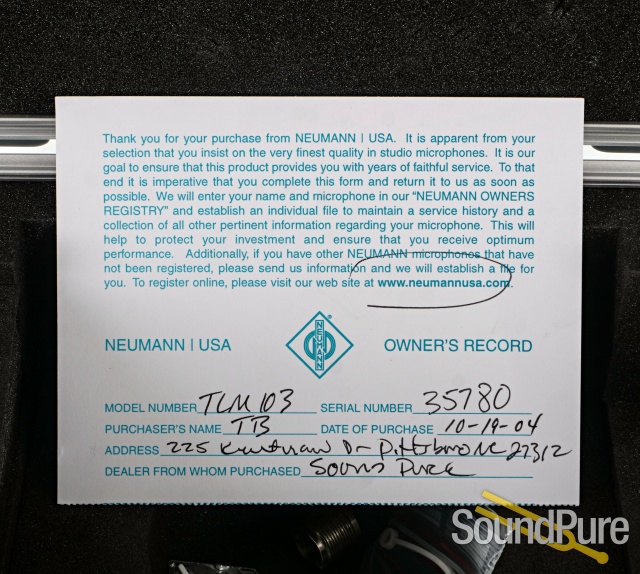 Thank you for your purchase from NEUMANN | USA. It is apparent from your
selection that you insist on the very finest quality in studio microphones. It is our
goal to ensure that this product provides you with years of faithful service. To that
end it is imperative that you complete this form and return it to us as soon as
possible. We will enter your name and microphone in our "NEUMANN OWNERS
REGISTRY" and establish an individual file to maintain a service history and a
collection of all other pertinent information regarding your microphone. This will
help to protect your investment and ensure that you receive optimum
performance. Additionally, if you have other NEUMANN microphones that have
not been registered, please send us information and we will establish a file for
you. To register online, please visit our web site at www.neumannusa.com.
NEUMANN | USA
NEUMANN
®
OWNER'S RECORD
MODEL NUMBER TLM 103 SERIAL NUMBER 35780
PURCHASER'S NAME TB DATE OF PURCHASE 10-19-04
ADDRESS 225 Dr Pittsboro NC 27312
DEALER FROM WHOM PURCHASED Sound Pure
SoundPure